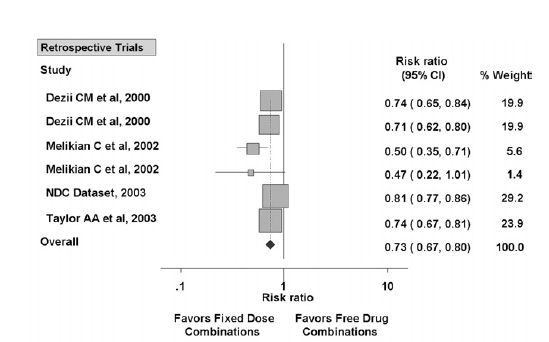 Retrospective Trials
Study
Risk ratio
(95% CI)
% Weight
Dezii CM et al, 2000 0.74 ( 0.65, 0.84) 19.9
Dezii CM et al, 2000 0.71 ( 0.62, 0.80) 19.9
Melikian C et al, 2002 0.50 ( 0.35, 0.71) 5.6
Melikian C et al, 2002 0.47 ( 0.22, 1.01) 1.4
NDC Dataset, 2003 0.81 ( 0.77, 0.86) 29.2
Taylor AA et al, 2003 0.74 ( 0.67, 0.81) 23.9
Overall 0.73 ( 0.67, 0.80) 100.0
.1 1 10
Risk ratio
Favors Fixed Dose Combinations
Favors Free Drug Combinations